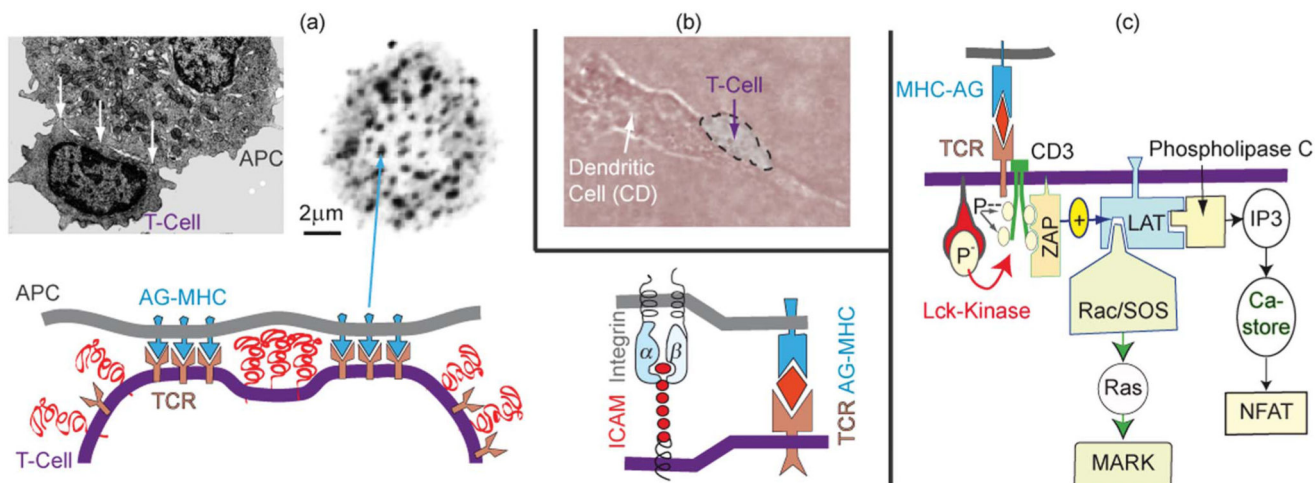 (a)
APC
T-Cell
2μm
APC
AG-MHC
TCR
T-Cell
(b)
T-Cell
Dendritic
Cell (CD)
ICAM Integrin
α
β
TCR AG-MHC
(c)
MHC-AG
TCR
CD3
Phospholipase C
P--
ZAP
+
LAT
IP3
P-
Lck-Kinase
Rac/SOS
Ca-
store
Ras
NFAT
MARK